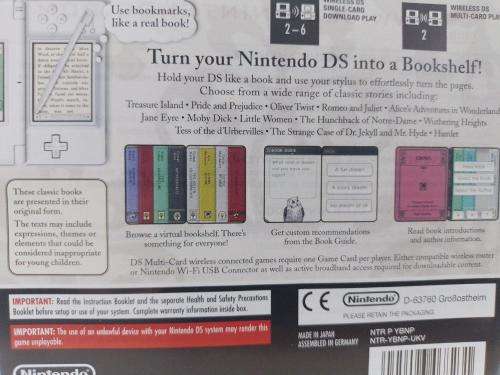 Use bookmarks,
like a real book!
WIRELESS DS
SINGLE-CARD
DOWNLOAD PLAY
2-6
WIRELESS DS
MULTI-CARD PLAY
2
Turn your Nintendo DS into a Bookshelf!
Hold your DS like a book and use your stylus to effortlessly turn the pages.
Choose from a wide range of classic stories including:
Treasure Island • Pride and Prejudice • Oliver Twist • Romeo and Juliet • Alice's Adventures in Wonderland
Jane Eyre • Moby Dick • Little Women • The Hunchback of Notre-Dame • Wuthering Heights
Tess of the d'Urbervilles • The Strange Case of Dr. Jekyll and Mr. Hyde • Hamlet
These classic books
are presented in their
original form.
The texts may include
expressions, themes or
elements that could be
considered inappropriate
for young children.
Browse a virtual bookshelf. There's
something for everyone!
Get custom recommendations
from the Book Guide.
Read book introductions
and author information.
DS Multi-Card wireless connected games require one Game Card per player. Either compatible wireless router
or Nintendo Wi-Fi USB Connector as well as active broadband access required for downloadable content.
IMPORTANT: Read the Instruction Booklet and the separate Health and Safety Precautions
Booklet before setup or use of your system. Complete warranty information inside box.
IMPORTANT: The use of an unlawful device with your Nintendo DS system may render this
game unplayable.
CE Nintendo D-63760 Großostheim
PLEASE RETAIN THE PACKAGING.
MADE IN JAPAN
ASSEMBLED IN GERMANY
NTR P YBNP
NTR-YBNP-UKV
Nintendo